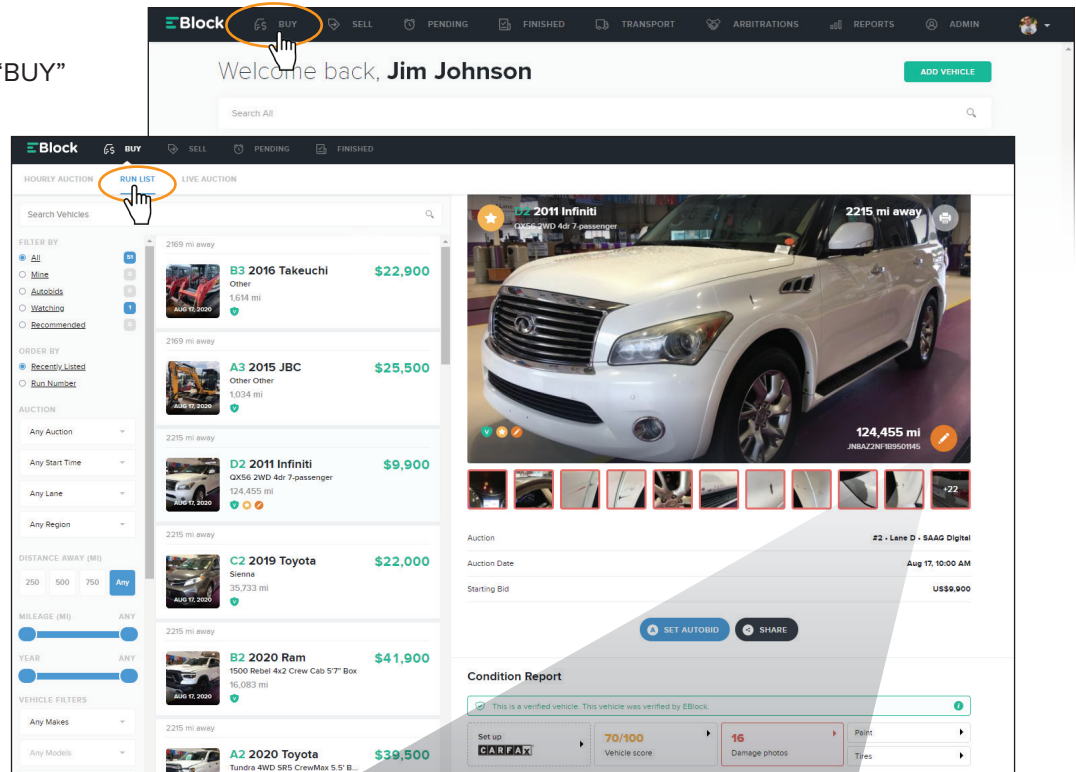 "BUY"
EBlock BUY SELL PENDING FINISHED TRANSPORT ARBITRATIONS REPORTS ADMIN
Welcome back, Jim Johnson
ADD VEHICLE
Search All
EBlock BUY SELL PENDING FINISHED
HOURLY AUCTION RUN LIST LIVE AUCTION
Search Vehicles
FILTER BY
All 51
Mine 0
Autobids 0
Watching 1
Recommended 0
ORDER BY
Recently Listed
Run Number
AUCTION
Any Auction
Any Start Time
Any Lane
Any Region
DISTANCE AWAY (MI)
250 500 750 Any
MILEAGE (MI) ANY
YEAR ANY
VEHICLE FILTERS
Any Makes
Any Models
2169 mi away
B3 2016 Takeuchi $22,900
Other
1,614 mi
AUG 17, 2020
2169 mi away
A3 2015 JBC $25,500
Other Other
1,034 mi
AUG 17, 2020
2215 mi away
D2 2011 Infiniti $9,900
QX56 2WD 4dr 7-passenger
124,455 mi
AUG 17, 2020
2215 mi away
C2 2019 Toyota $22,000
Sienna
35,733 mi
AUG 17, 2020
2215 mi away
B2 2020 Ram $41,900
1500 Rebel 4x2 Crew Cab 5'7" Box
16,083 mi
AUG 17, 2020
2215 mi away
A2 2020 Toyota $39,500
Tundra 4WD SR5 CrewMax 5.5' B...
D2 2011 Infiniti 2215 mi away
QX56 2WD 4dr 7-passenger
124,455 mi
JN8AZ2NF1B9501145
+22
Auction #2 - Lane D - SAAG Digital
Auction Date Aug 17, 10:00 AM
Starting Bid US$9,900
SET AUTOBID SHARE
Condition Report
This is a verified vehicle. This vehicle was verified by EBlock.
Set up
CARFAX
70/100
Vehicle score
16
Damage photos
Paint
Tires